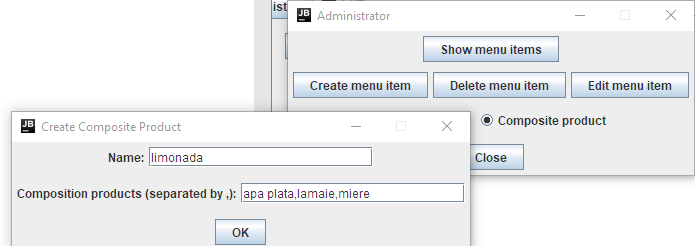 ist
JB Administrator
Show menu items
Create menu item Delete menu item Edit menu item
Composite product
Close
JB Create Composite Product
Name: limonada
Composition products (separated by ,): apa plata,lamaie,miere
OK